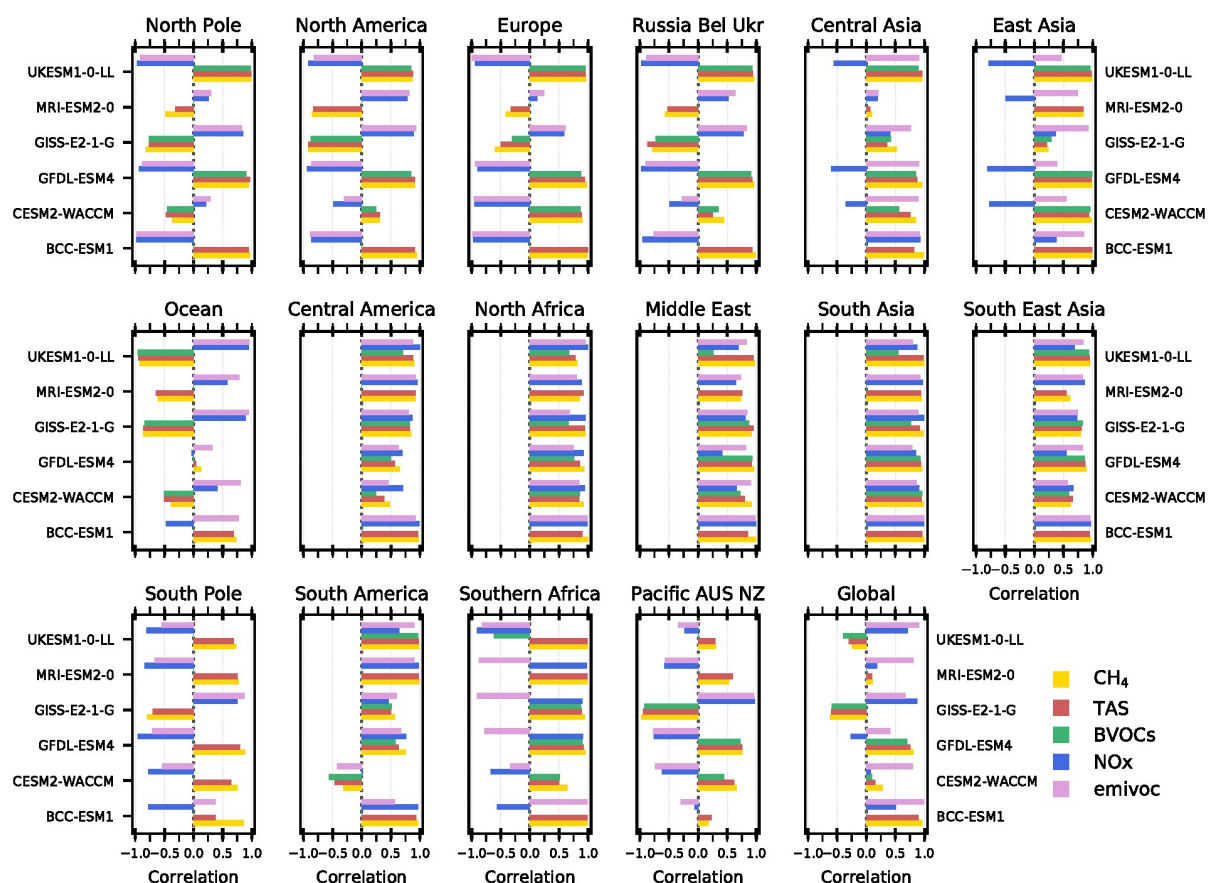 North Pole North America Europe Russia Bel Ukr Central Asia East Asia
UKESM1-0-LL UKESM1-0-LL
MRI-ESM2-0 MRI-ESM2-0
GISS-E2-1-G GISS-E2-1-G
GFDL-ESM4 GFDL-ESM4
CESM2-WACCM CESM2-WACCM
BCC-ESM1 BCC-ESM1
Ocean Central America North Africa Middle East South Asia South East Asia
UKESM1-0-LL UKESM1-0-LL
MRI-ESM2-0 MRI-ESM2-0
GISS-E2-1-G GISS-E2-1-G
GFDL-ESM4 GFDL-ESM4
CESM2-WACCM CESM2-WACCM
BCC-ESM1 BCC-ESM1
−1.0 −0.5 0.0 0.5 1.0
Correlation
South Pole South America Southern Africa Pacific AUS NZ Global
UKESM1-0-LL UKESM1-0-LL
MRI-ESM2-0 MRI-ESM2-0
GISS-E2-1-G GISS-E2-1-G
GFDL-ESM4 GFDL-ESM4
CESM2-WACCM CESM2-WACCM
BCC-ESM1 BCC-ESM1
−1.0 −0.5 0.0 0.5 1.0 −1.0 −0.5 0.0 0.5 1.0 −1.0 −0.5 0.0 0.5 1.0 −1.0 −0.5 0.0 0.5 1.0 −1.0 −0.5 0.0 0.5 1.0
Correlation Correlation Correlation Correlation Correlation
CH₄
TAS
BVOCs
NOx
emivoc